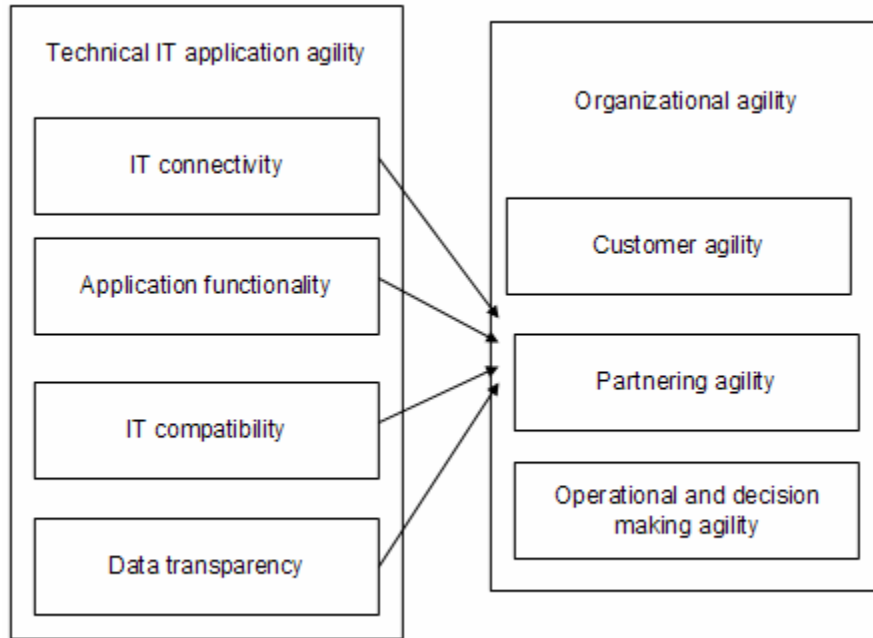 Technical IT application agility
IT connectivity
Application functionality
IT compatibility
Data transparency
Organizational agility
Customer agility
Partnering agility
Operational and decision
making agility